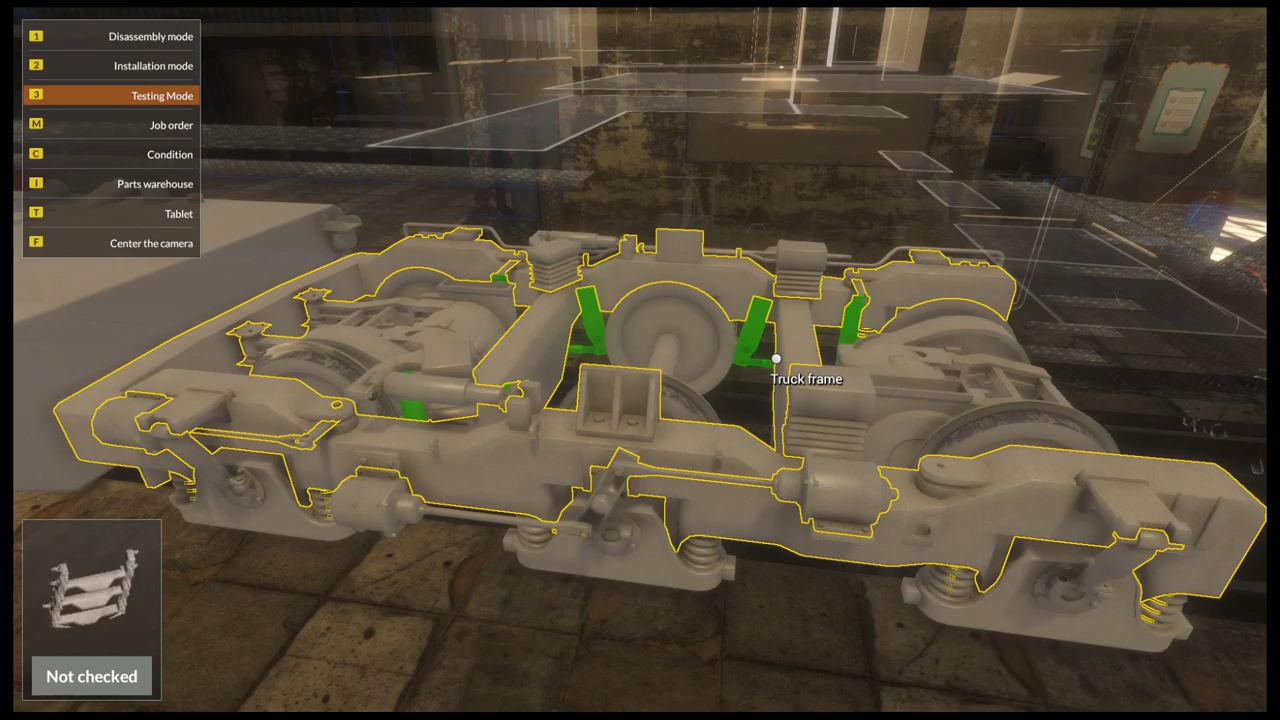 1 Disassembly mode
2 Installation mode
3 Testing Mode
M Job order
C Condition
I Parts warehouse
T Tablet
F Center the camera
Truck frame
Not checked